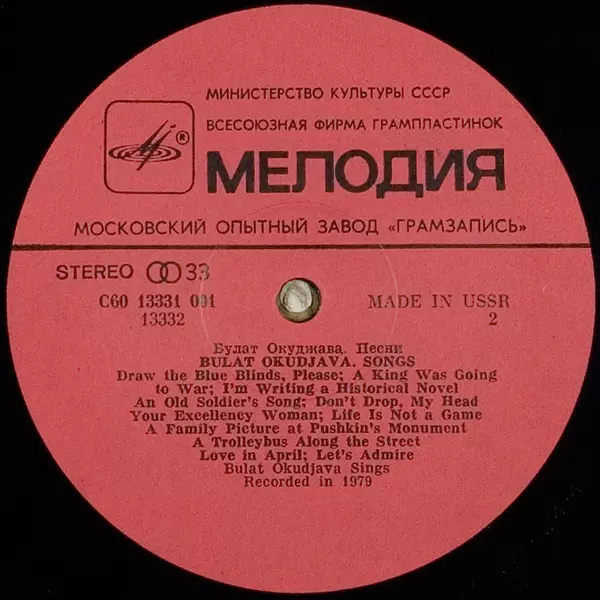 МИНИСТЕРСТВО КУЛЬТУРЫ СССР
ВСЕСОЮЗНАЯ ФИРМА ГРАМПЛАСТИНОК
®
МЕЛОДИЯ
МОСКОВСКИЙ ОПЫТНЫЙ ЗАВОД «ГРАМЗАПИСЬ»
STEREO 33
С60 13331 001 MADE IN USSR
13332 2
Булат Окуджава. Песни
BULAT OKUDJAVA. SONGS
Draw the Blue Blinds, Please; A King Was Going
to War; I'm Writing a Historical Novel
An Old Soldier's Song; Don't Drop, My Head
Your Excellency Woman; Life Is Not a Game
A Family Picture at Pushkin's Monument
A Trolleybus Along the Street
Love in April; Let's Admire
Bulat Okudjava Sings
Recorded in 1979